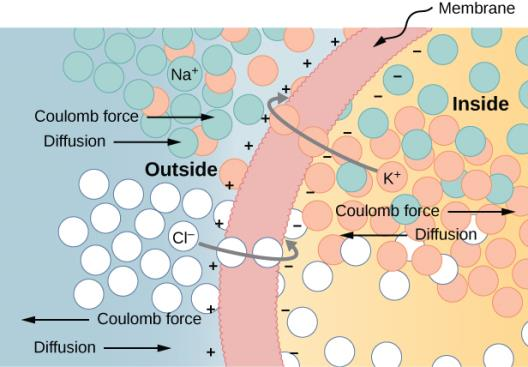 Membrane
Na⁺
Inside
Coulomb force
Diffusion
Outside
K⁺
Coulomb force
Diffusion
Cl⁻
Coulomb force
Diffusion
+
+
+
+
+
+
+
+
+
+
−
−
−
−
−
−
−
−
−
−